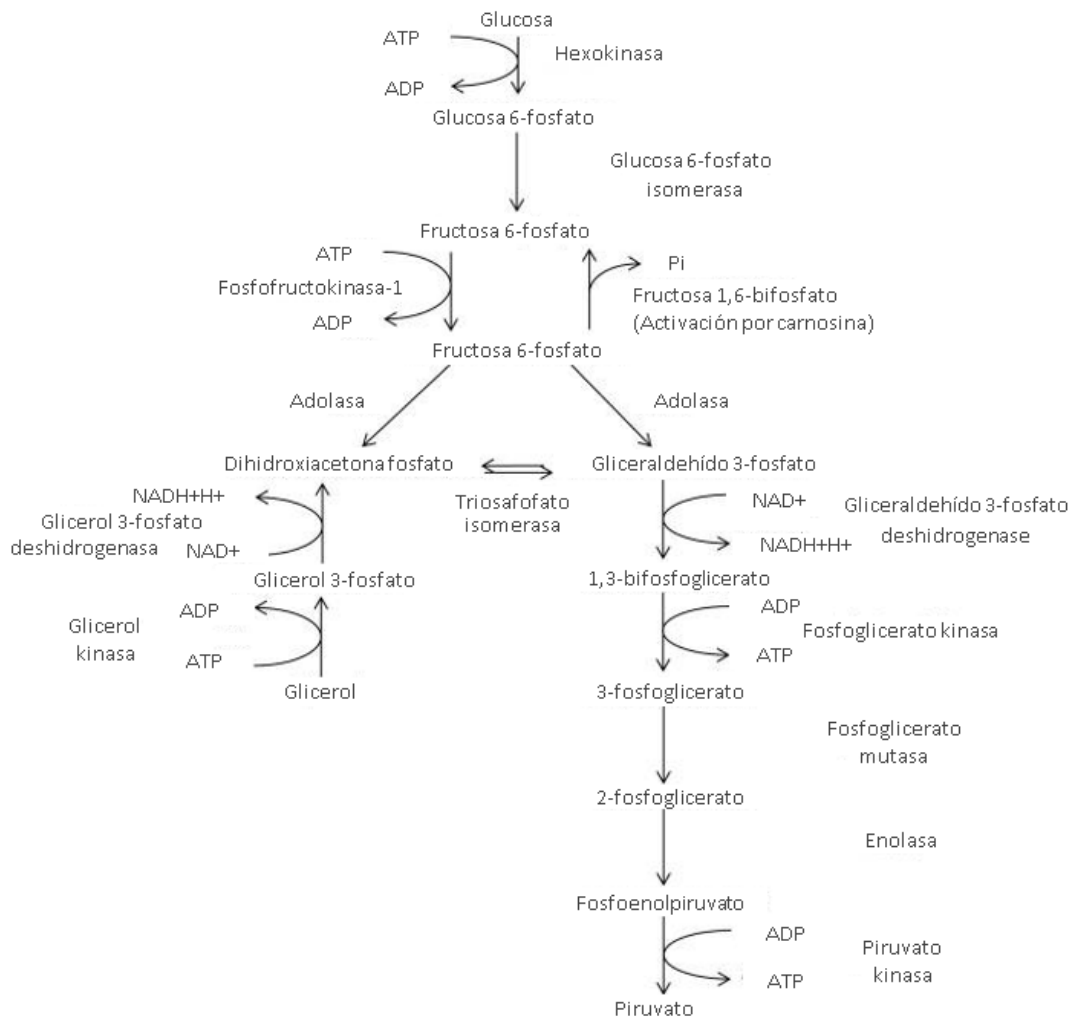 Glucosa
ATP
Hexokinasa
ADP
Glucosa 6-fosfato
Glucosa 6-fosfato
isomerasa
Fructosa 6-fosfato
ATP
Fosfofructokinasa-1
ADP
Pi
Fructosa 1,6-bifosfato
(Activación por carnosina)
Fructosa 6-fosfato
Adolasa
Adolasa
Dihidroxiacetona fosfato
Gliceraldehído 3-fosfato
Triosafofato
isomerasa
NADH+H+
Glicerol 3-fosfato
deshidrogenasa
NAD+
NAD+
Gliceraldehído 3-fosfato
deshidrogenase
NADH+H+
Glicerol 3-fosfato
1,3-bifosfoglicerato
ADP
Glicerol
kinasa
ATP
ADP
Fosfoglicerato kinasa
ATP
Glicerol
3-fosfoglicerato
Fosfoglicerato
mutasa
2-fosfoglicerato
Enolasa
Fosfoenolpiruvato
ADP
Piruvato
kinasa
ATP
Piruvato